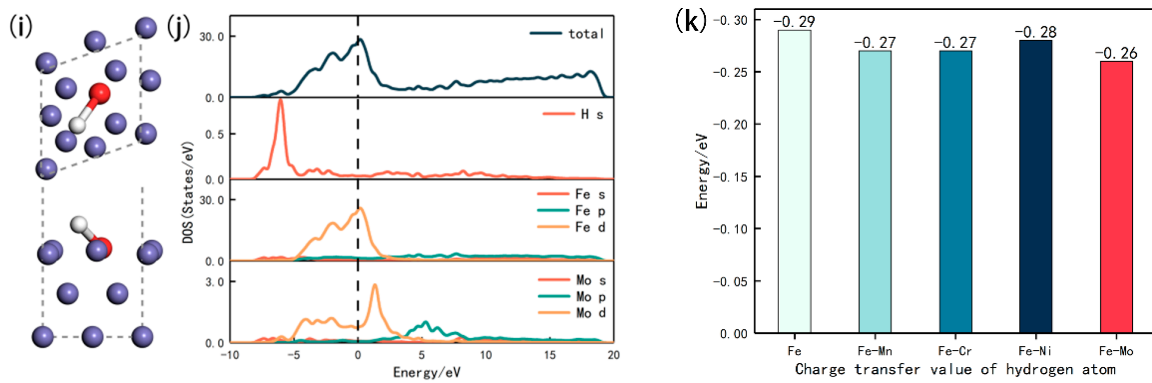 (i)
(j)
30.0
0.0
total
0.5
0.0
H s
30.0
0.0
Fe s
Fe p
Fe d
3.0
0.0
Mo s
Mo p
Mo d
DOS(States/eV)
-10 -5 0 5 10 15 20
Energy/eV
(k)
-0.30
-0.25
-0.20
-0.15
-0.10
-0.05
0.00
Energy/eV
-0.29
-0.27
-0.27
-0.28
-0.26
Fe Fe-Mn Fe-Cr Fe-Ni Fe-Mo
Charge transfer value of hydrogen atom